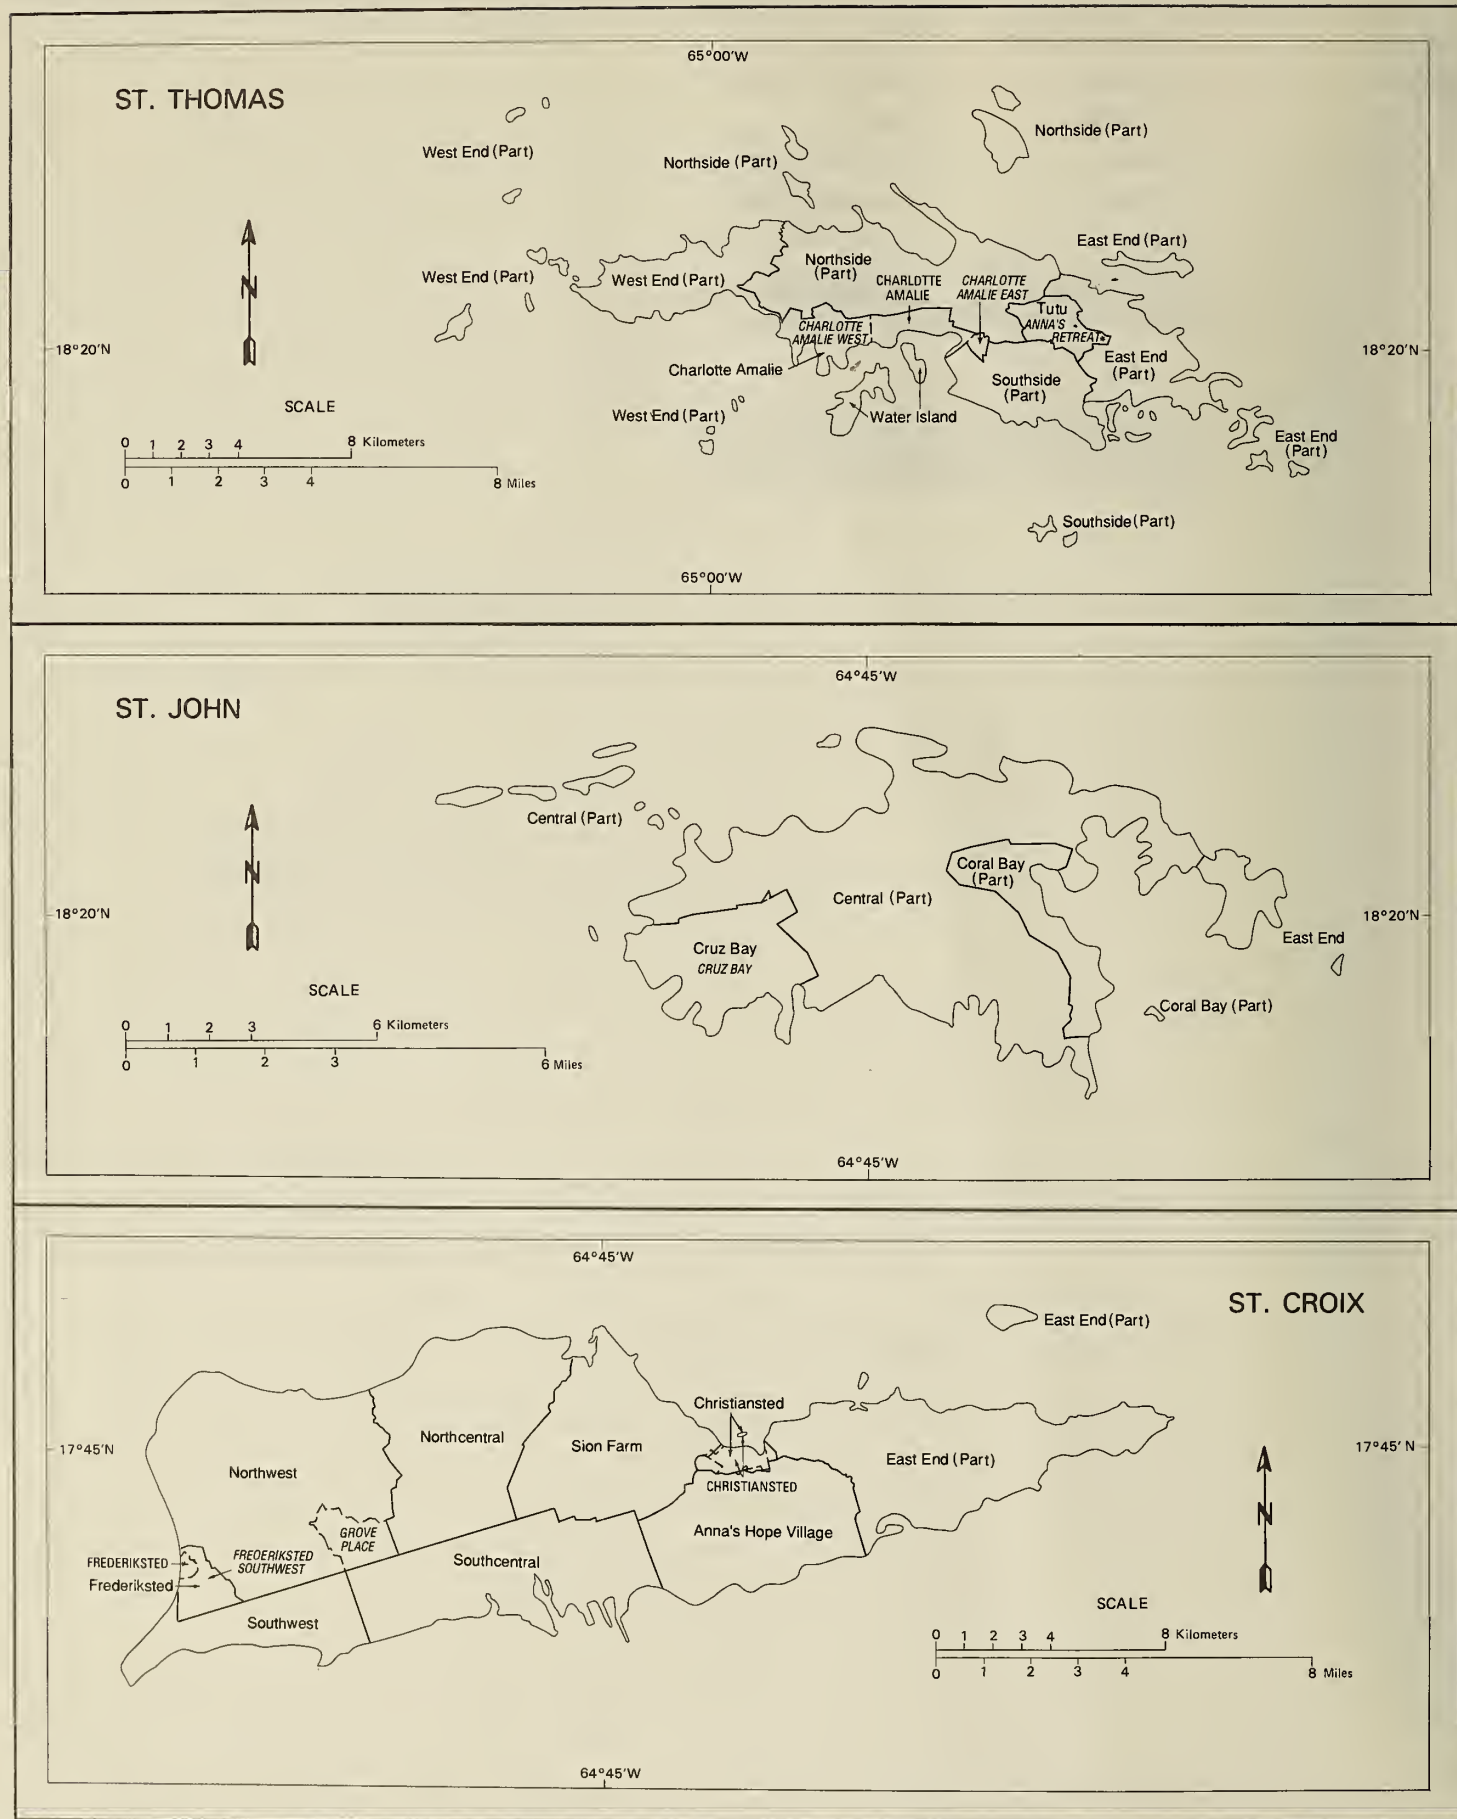 65°00'W
ST. THOMAS
West End (Part)
Northside (Part)
Northside (Part)
East End (Part)
West End (Part)
West End (Part)
Northside
(Part)
CHARLOTTE
AMALIE
CHARLOTTE
AMALIE EAST
Tutu
ANNA'S
RETREAT
CHARLOTTE
AMALIE WEST
18°20'N
18°20'N
Charlotte Amalie
East End
(Part)
Southside
(Part)
West End (Part)
Water Island
East End
(Part)
SCALE
0 1 2 3 4 8 Kilometers
0 1 2 3 4 8 Miles
Southside (Part)
65°00'W
64°45'W
ST. JOHN
Central (Part)
Coral Bay
(Part)
Central (Part)
18°20'N
18°20'N
Cruz Bay
CRUZ BAY
East End
Coral Bay (Part)
SCALE
0 1 2 3 6 Kilometers
0 1 2 3 6 Miles
64°45'W
64°45'W
ST. CROIX
East End (Part)
Christiansted
17°45'N
17°45'N
Northcentral
Sion Farm
Northwest
East End (Part)
CHRISTIANSTED
GROVE
PLACE
Anna's Hope Village
FREDERIKSTED
FREDERIKSTED
SOUTHWEST
Frederiksted
Southcentral
Southwest
SCALE
0 1 2 3 4 8 Kilometers
0 1 2 3 4 8 Miles
64°45'W
N
N
N